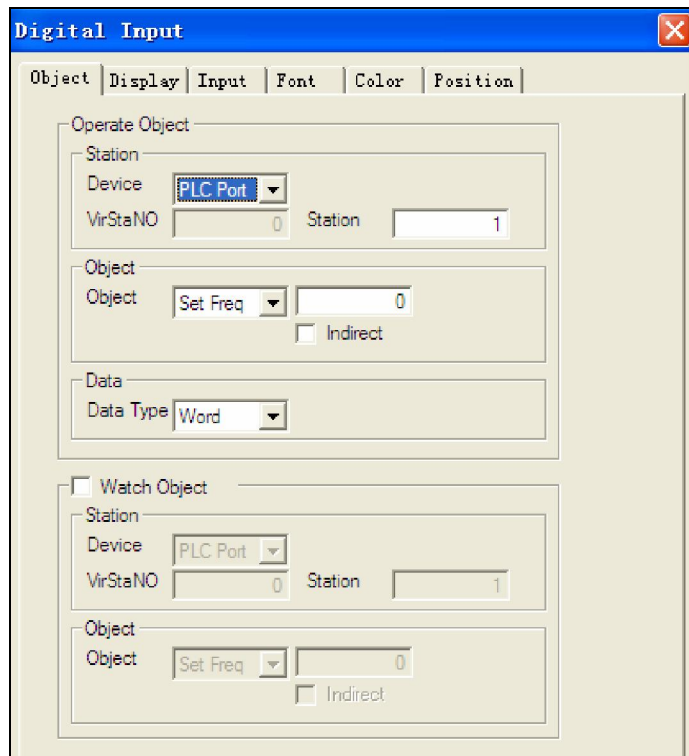 Digital Input
Object Display Input Font Color Position
Operate Object
Station
Device PLC Port
VirStaNO 0 Station 1
Object
Object Set Freq 0
Indirect
Data
Data Type Word
Watch Object
Station
Device PLC Port
VirStaNO 0 Station 1
Object
Object Set Freq 0
Indirect